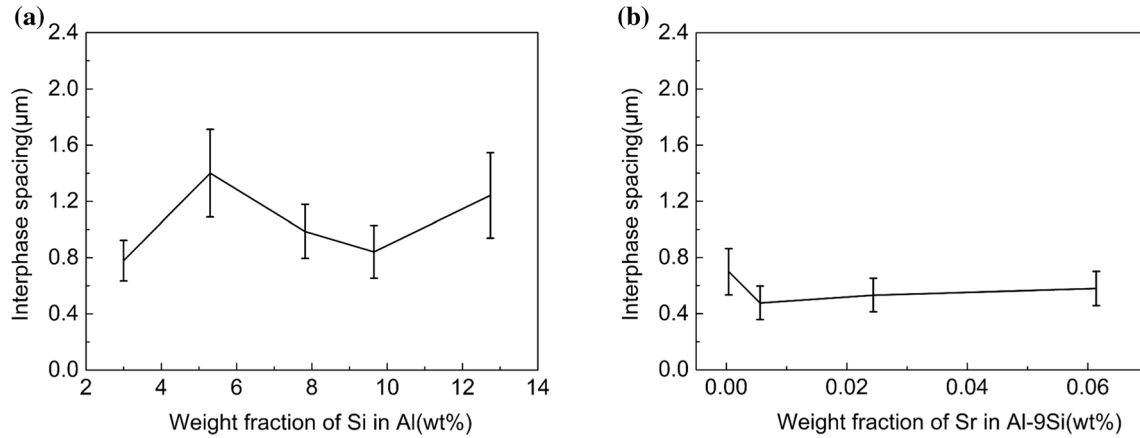 (a)
2.4
2.0
1.6
1.2
0.8
0.4
0.0
Interphase spacing(μm)
2 4 6 8 10 12 14
Weight fraction of Si in Al(wt%)
(b)
2.4
2.0
1.6
1.2
0.8
0.4
0.0
Interphase spacing(μm)
0.00 0.02 0.04 0.06
Weight fraction of Sr in Al-9Si(wt%)